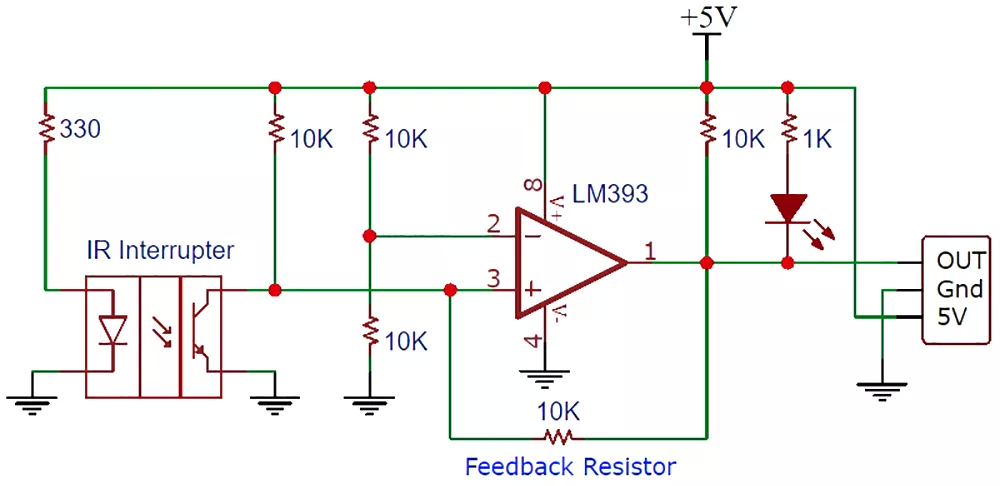 +5V
330
10K
10K
10K
1K
8
V+
LM393
2
−
IR Interrupter
1
3
+
OUT
Gnd
5V
V-
4
10K
10K
Feedback Resistor